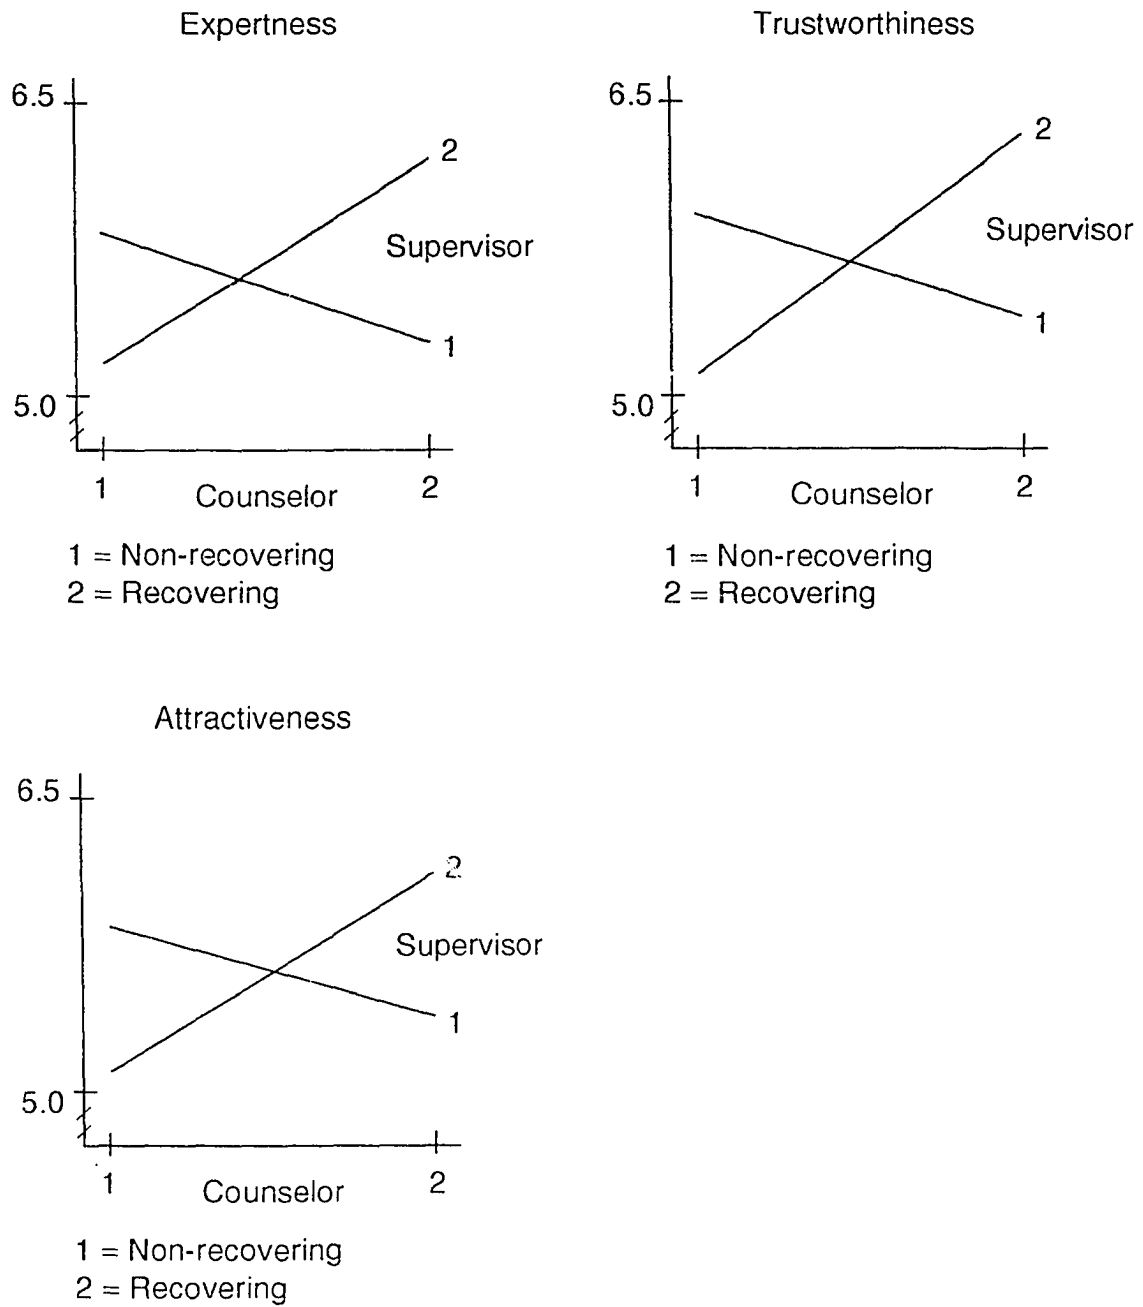 Expertness
6.5
2
Supervisor
1
5.0
1
Counselor
2
1 = Non-recovering
2 = Recovering
Trustworthiness
6.5
2
Supervisor
1
5.0
1
Counselor
2
1 = Non-recovering
2 = Recovering
Attractiveness
6.5
2
Supervisor
1
5.0
1
Counselor
2
1 = Non-recovering
2 = Recovering